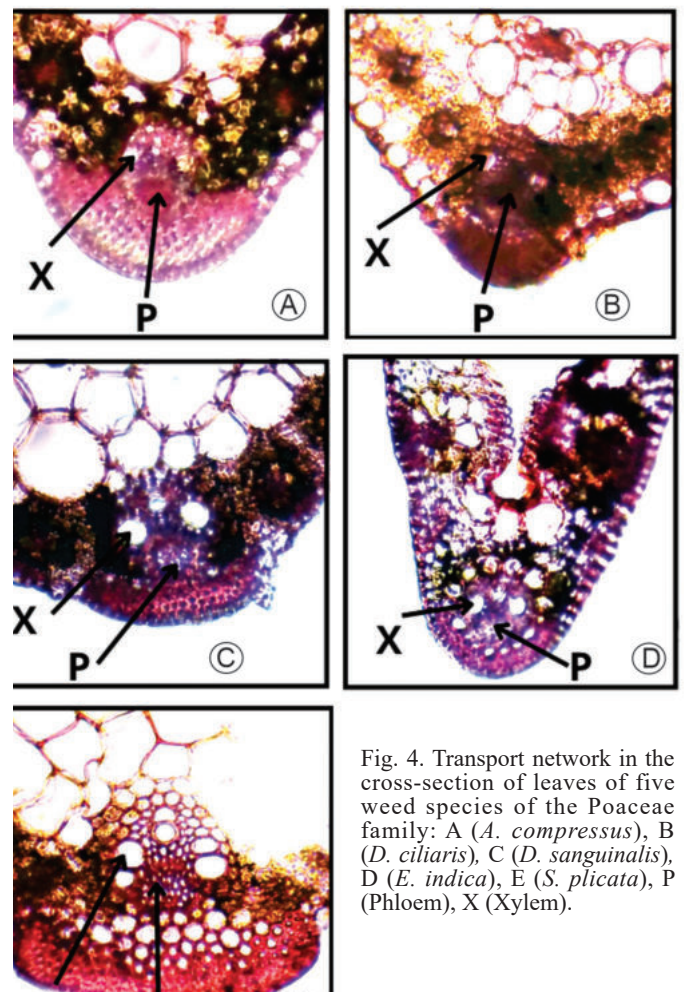 X
P
A
X
P
B
X
P
C
X
P
D
Fig. 4. Transport network in the
cross-section of leaves of five
weed species of the Poaceae
family: A (A. compressus), B
(D. ciliaris), C (D. sanguinalis),
D (E. indica), E (S. plicata), P
(Phloem), X (Xylem).